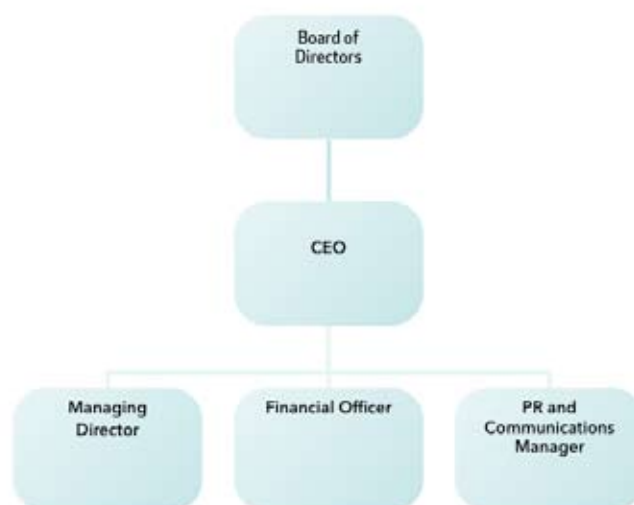 Board of
Directors
CEO
Managing
Director
Financial Officer
PR and
Communications
Manager